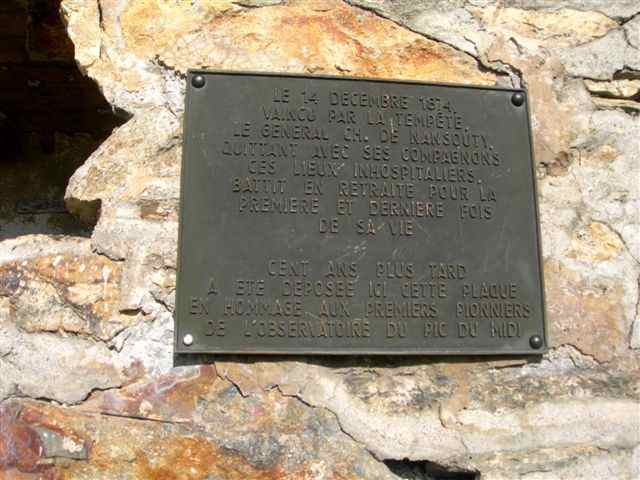 LE 14 DECEMBRE 1874,
VAINCU PAR LA TEMPÊTE,
LE GENERAL CH. DE NANSOUTY,
QUITTANT AVEC SES COMPAGNONS
CES LIEUX INHOSPITALIERS,
BATTIT EN RETRAITE POUR LA
PREMIERE ET DERNIERE FOIS
DE SA VIE
CENT ANS PLUS TARD
A ETE DEPOSEE ICI CETTE PLAQUE
EN HOMMAGE AUX PREMIERS PIONNIERS
DE L'OBSERVATOIRE DU PIC DU MIDI